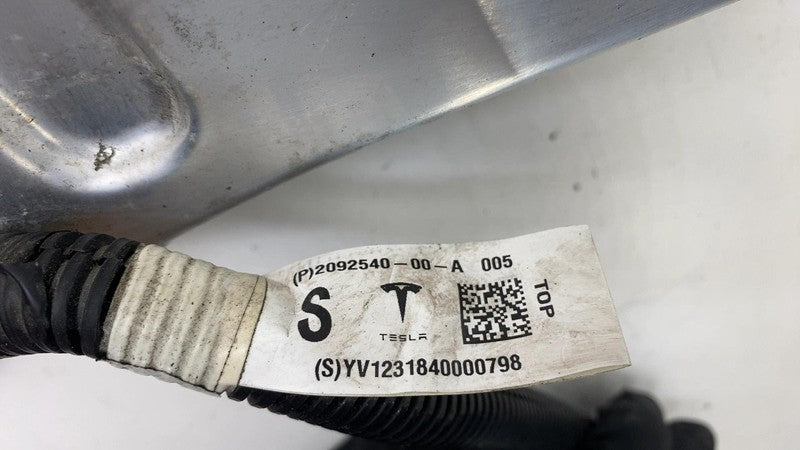 (P)2092540-00-A 005
S
TESLA
TOP
(S)YV1231840000798